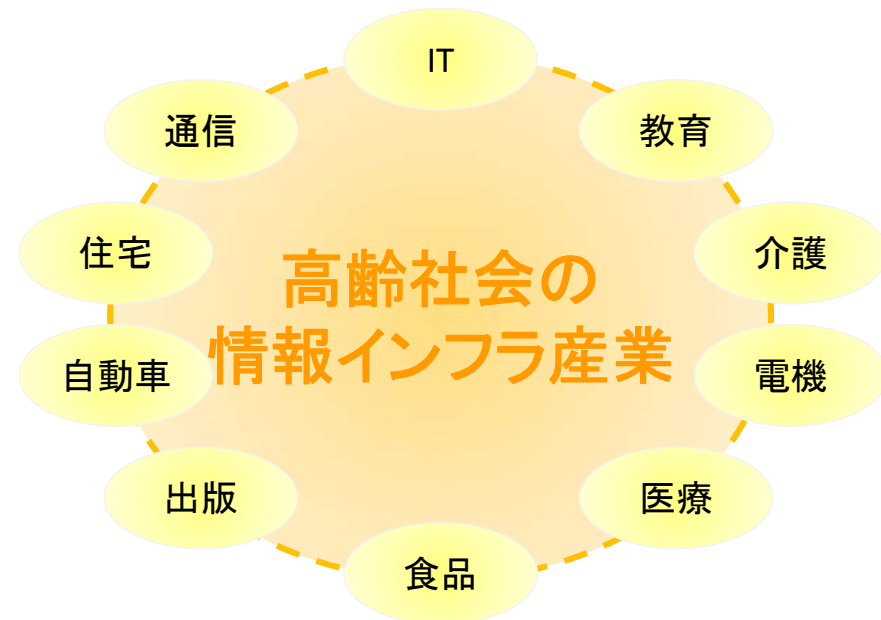 IT
通信
教育
住宅
介護
高齢社会の
情報インフラ産業
自動車
電機
出版
医療
食品